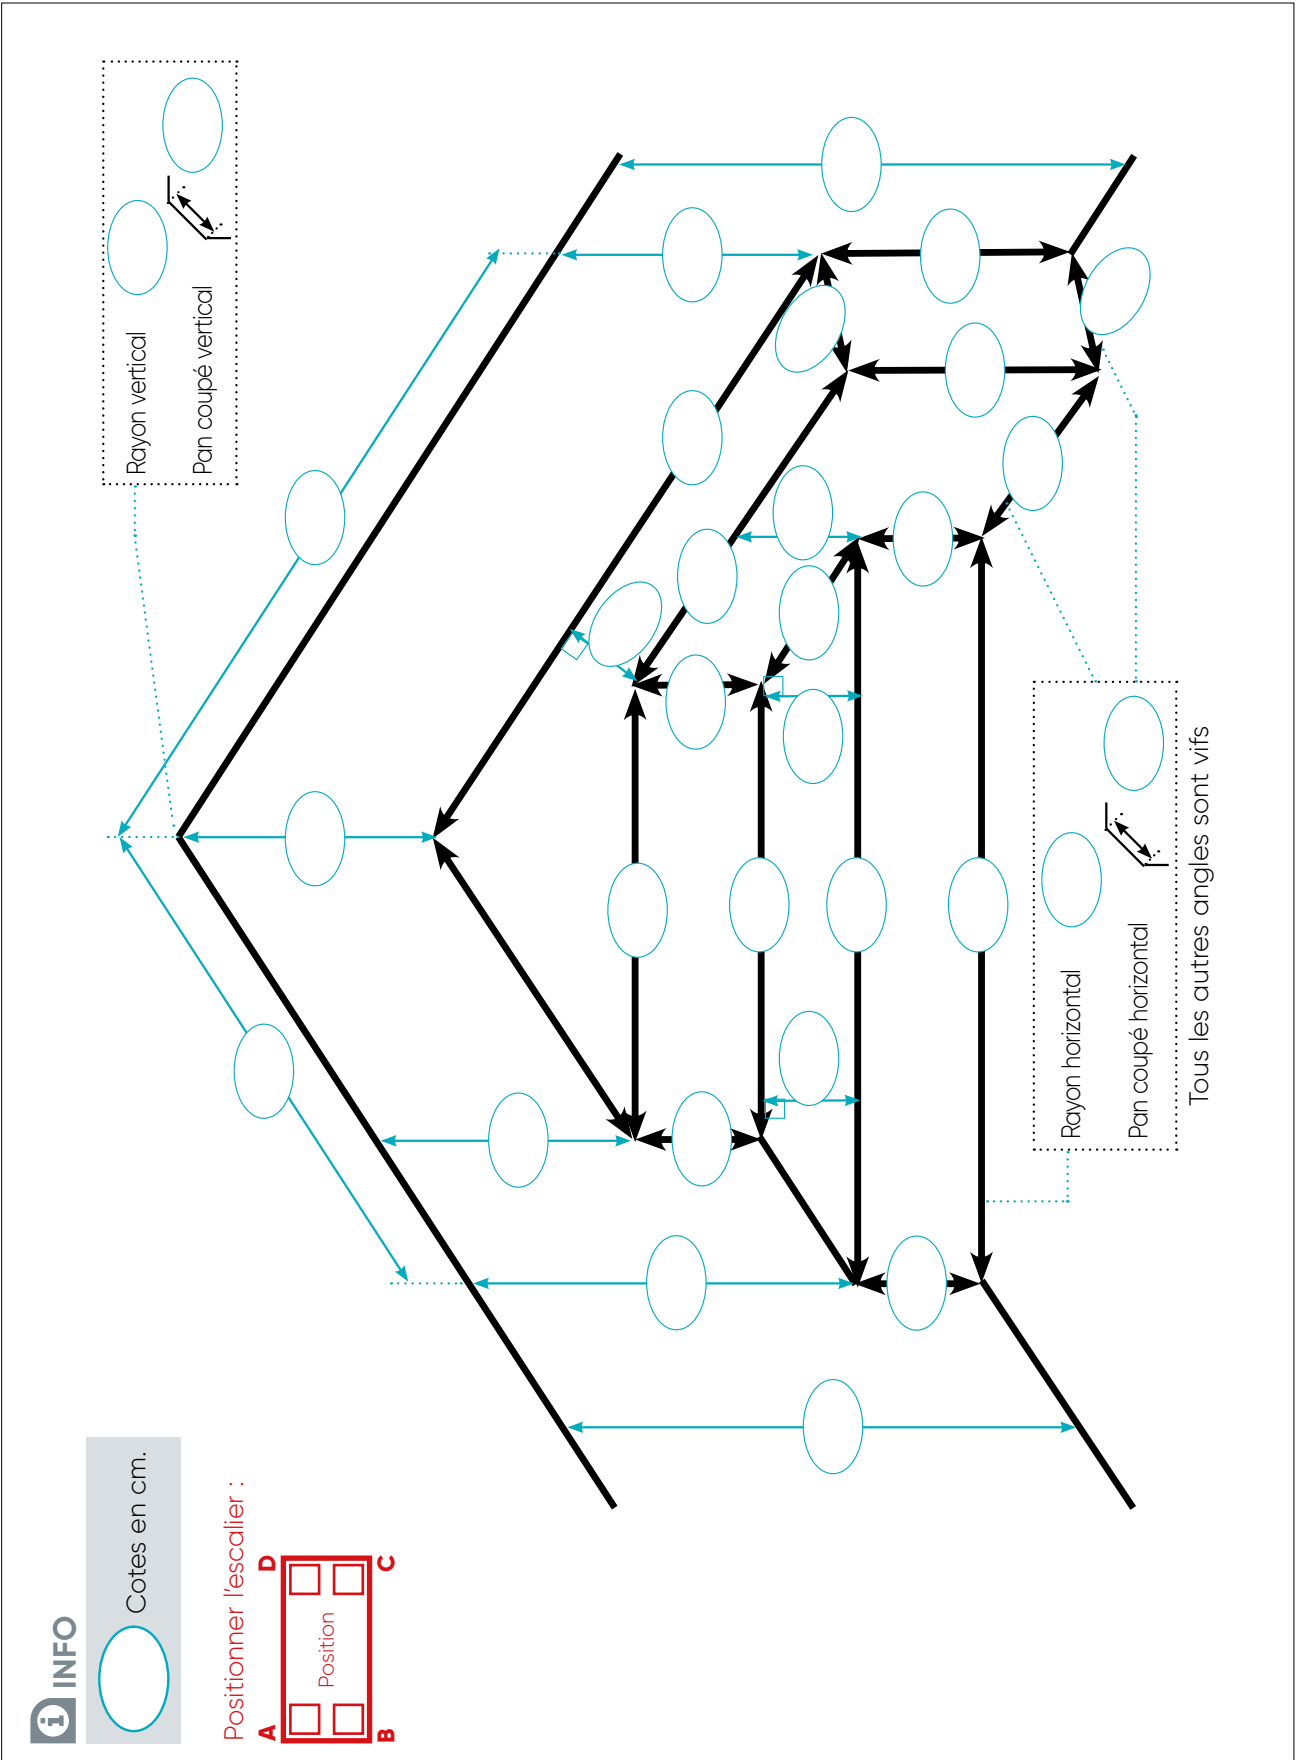 INFO
Cotes en cm.
Positionner l'escalier :
A
D
Position
B
C
Rayon vertical
Pan coupé vertical
Rayon horizontal
Pan coupé horizontal
Tous les autres angles sont vifs